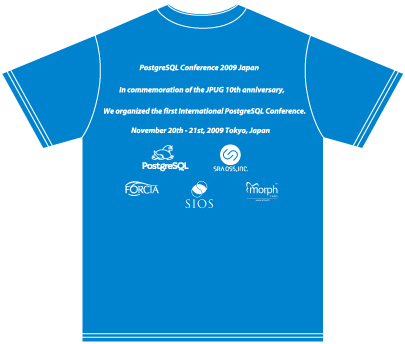 PostgreSQL Conference 2009 Japan
In commemoration of the JPUG 10th anniversary,
We organized the first International PostgreSQL Conference.
November 20th - 21st, 2009 Tokyo, Japan
PostgreSQL
SRA OSS, INC.
FORCIA
SIOS
morph